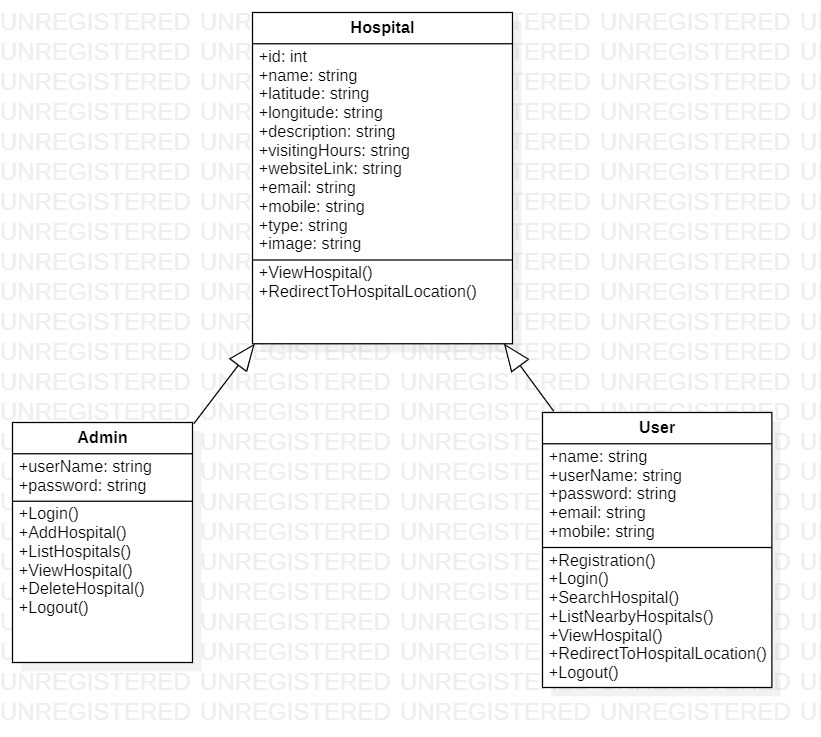 Hospital
+id: int
+name: string
+latitude: string
+longitude: string
+description: string
+visitingHours: string
+websiteLink: string
+email: string
+mobile: string
+type: string
+image: string
+ViewHospital()
+RedirectToHospitalLocation()
Admin
+userName: string
+password: string
+Login()
+AddHospital()
+ListHospitals()
+ViewHospital()
+DeleteHospital()
+Logout()
User
+name: string
+userName: string
+password: string
+email: string
+mobile: string
+Registration()
+Login()
+SearchHospital()
+ListNearbyHospitals()
+ViewHospital()
+RedirectToHospitalLocation()
+Logout()
UNREGISTERED